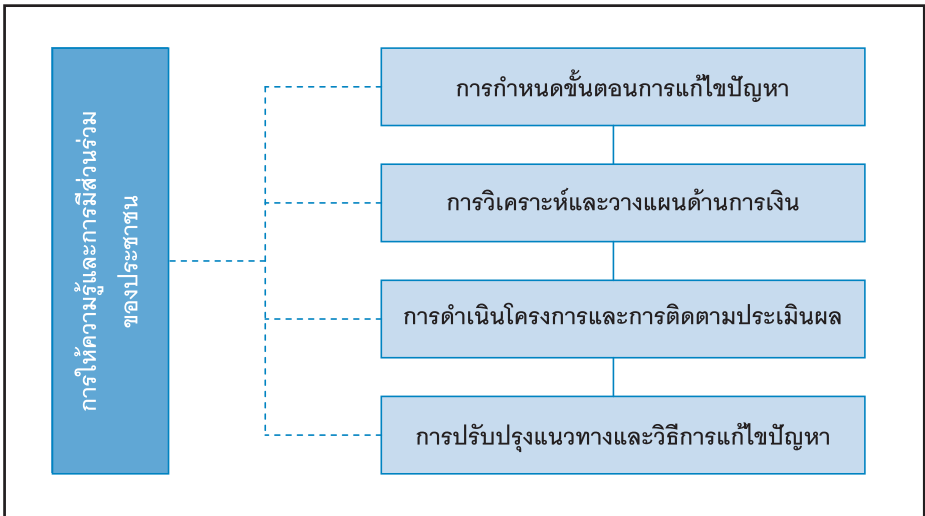 การให้ความรู้และการมีส่วนร่วม
ของประชาชน
การกำหนดขั้นตอนการแก้ไขปัญหา
การวิเคราะห์และวางแผนด้านการเงิน
การดำเนินโครงการและการติดตามประเมินผล
การปรับปรุงแนวทางและวิธีการแก้ไขปัญหา